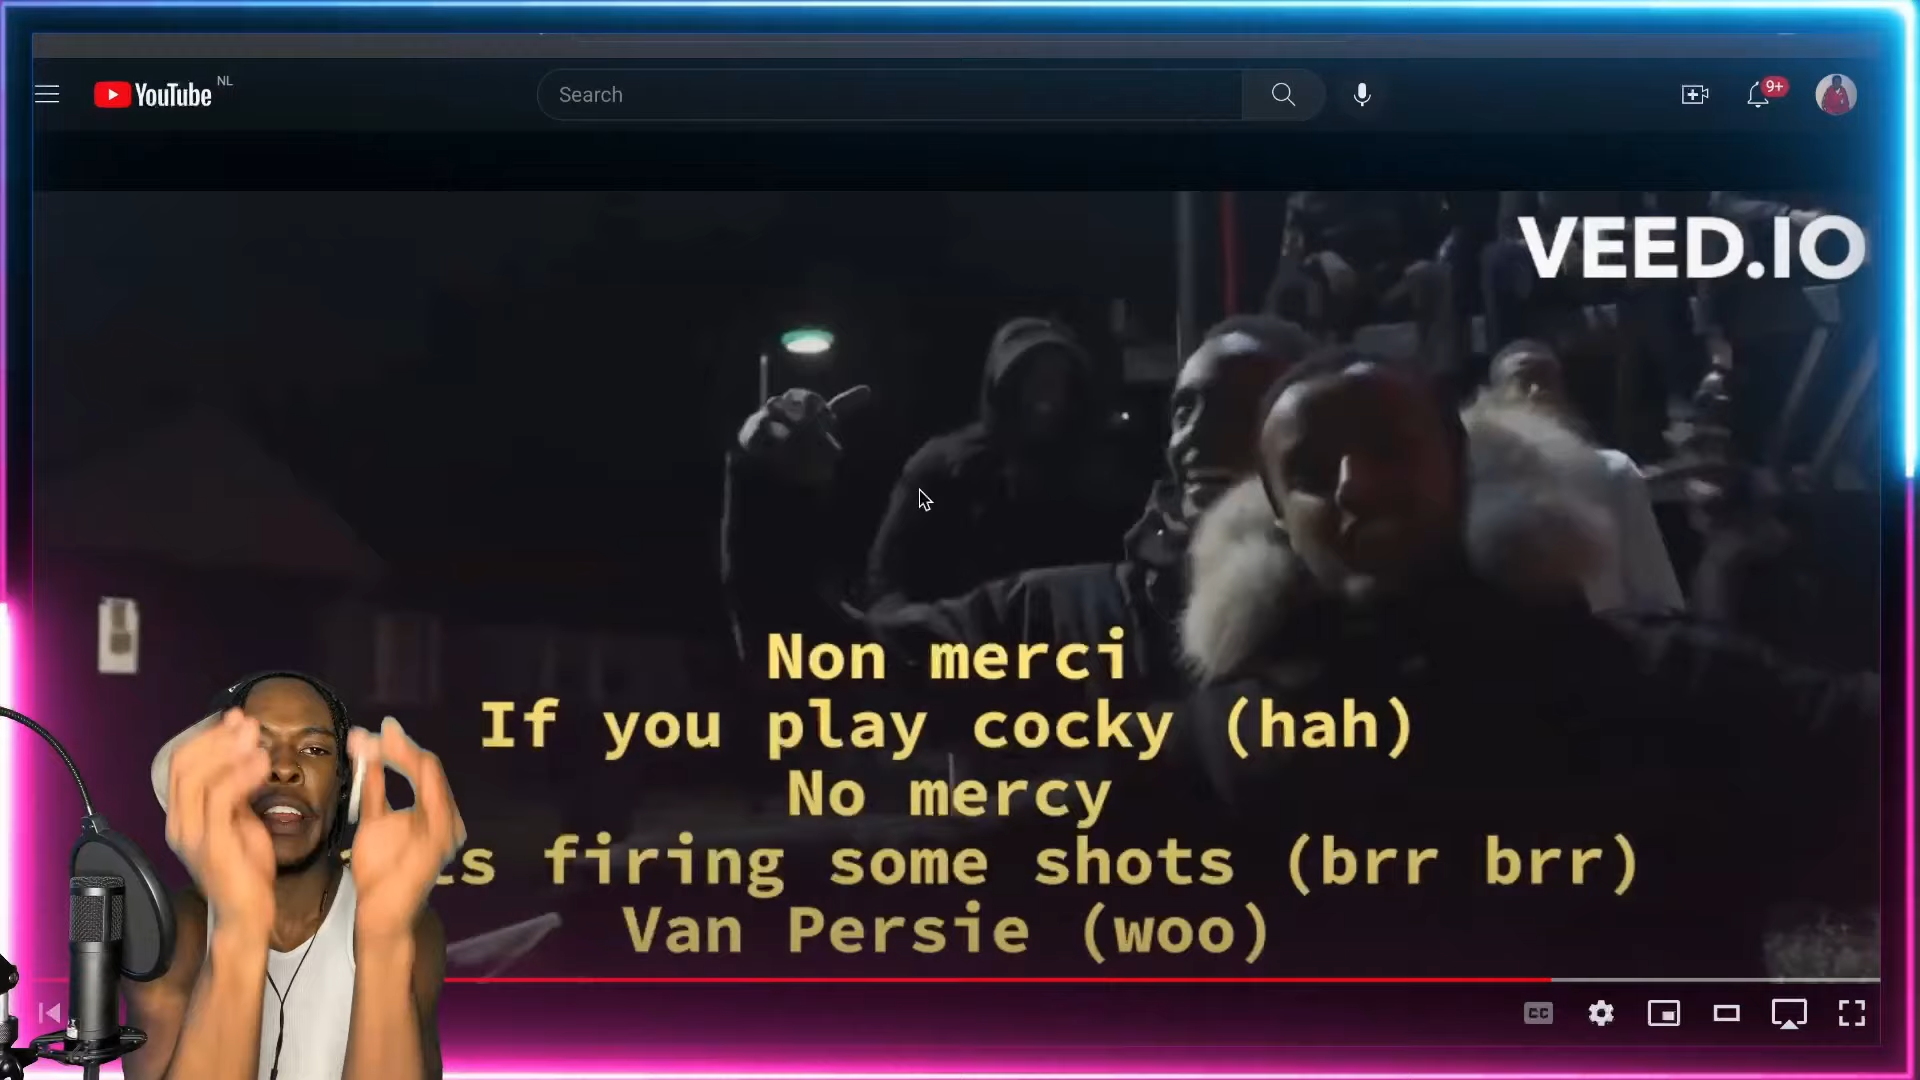 YouTube NL
Search
9+
VEED.IO
Non merci
If you play cocky (hah)
No mercy
firing some shots (brr brr)
Van Persie (woo)
CC